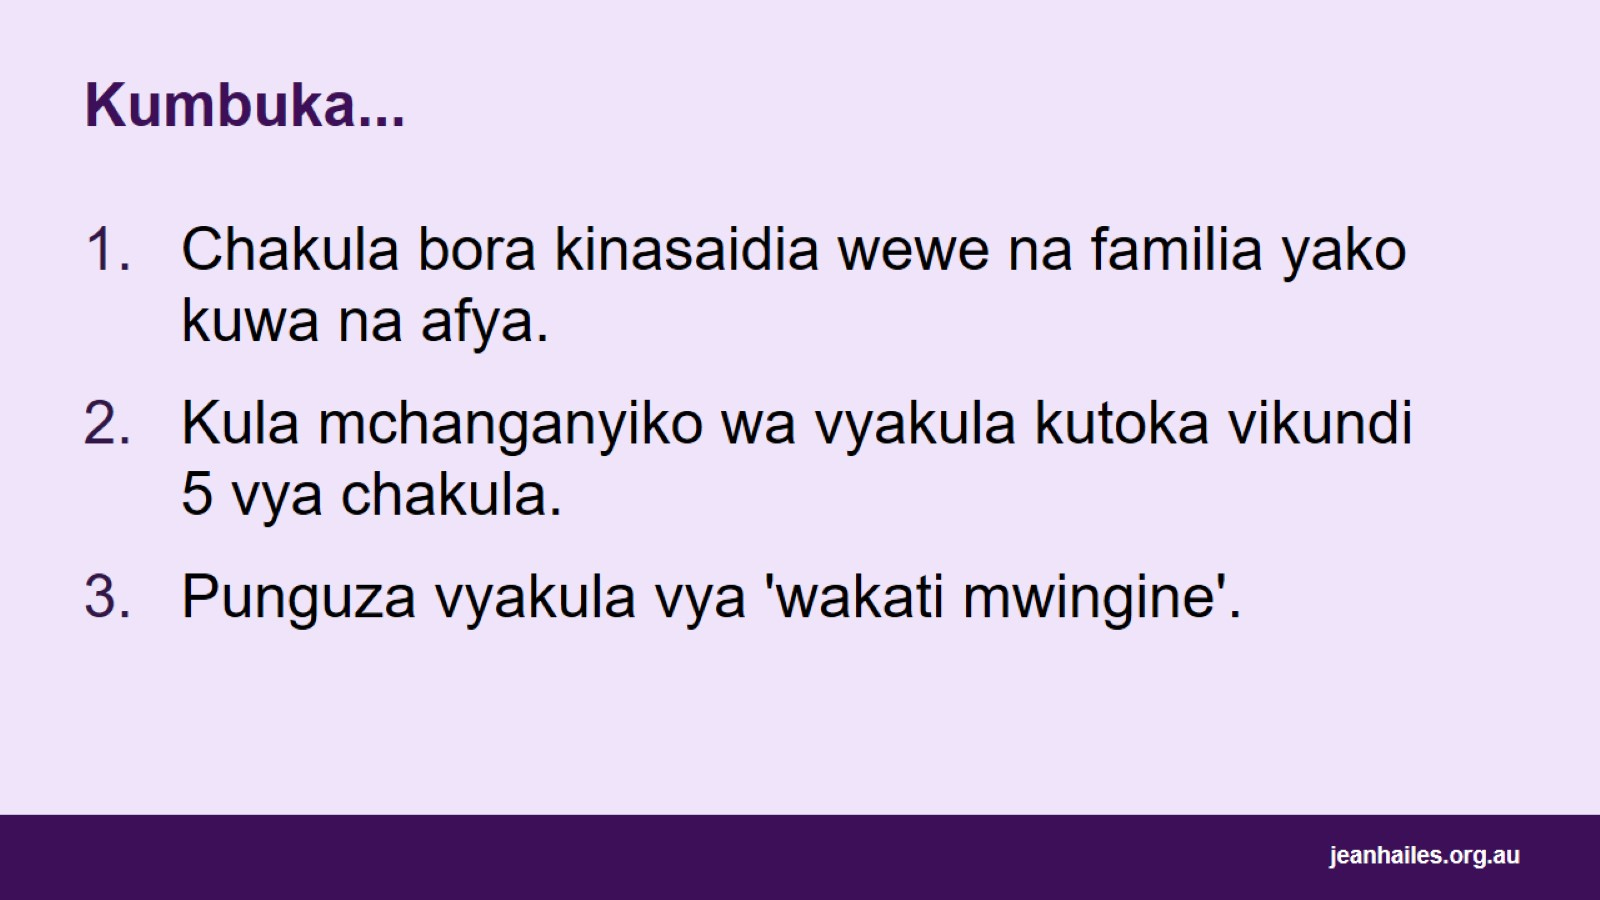 Kumbuka...
1. Chakula bora kinasaidia wewe na familia yako
kuwa na afya.
2. Kula mchanganyiko wa vyakula kutoka vikundi
5 vya chakula.
3. Punguza vyakula vya 'wakati mwingine'.
jeanhailes.org.au